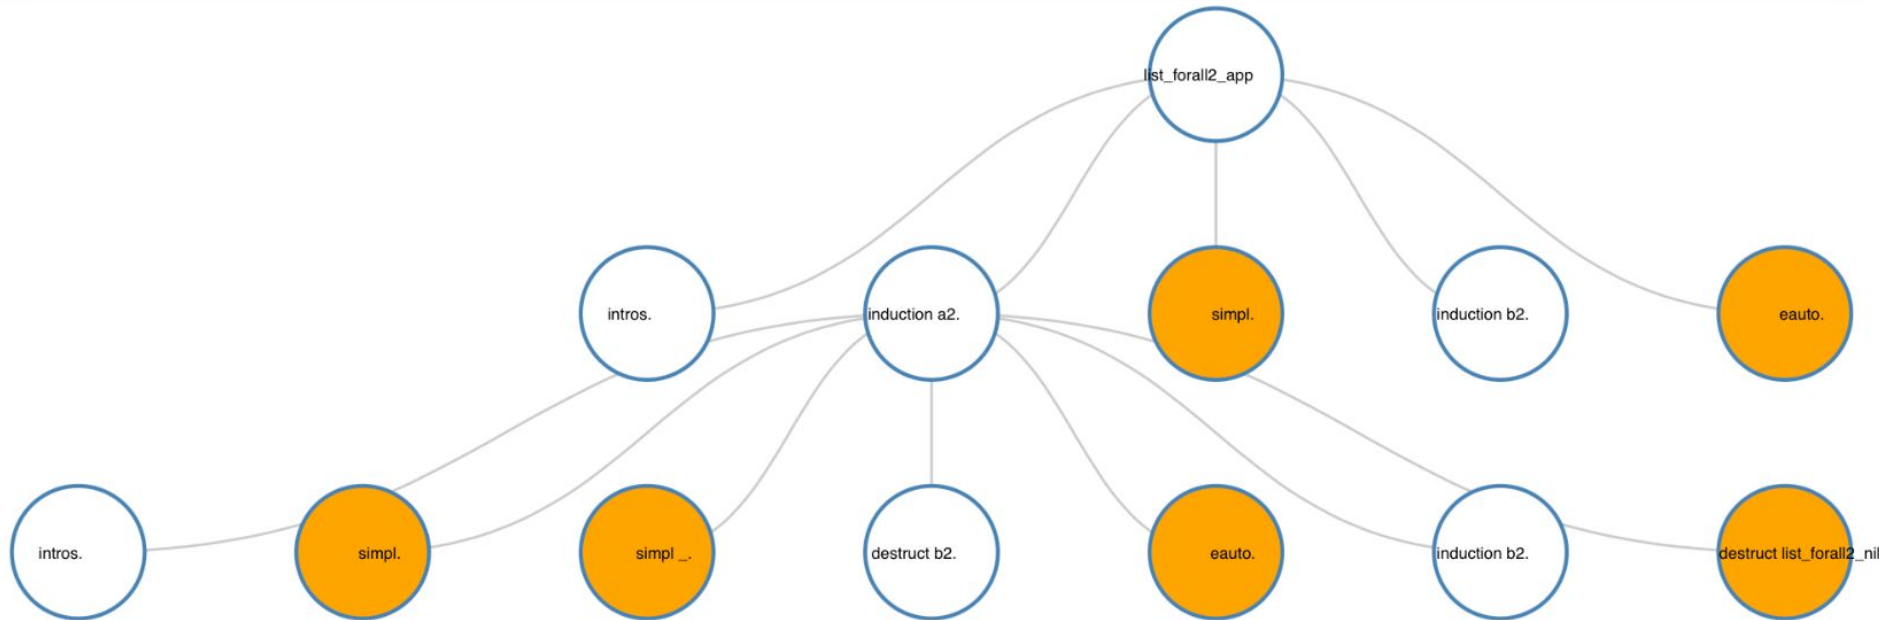 list_forall2_app
intros.
induction a2.
simpl.
induction b2.
eauto.
intros.
simpl.
simpl _.
destruct b2.
eauto.
induction b2.
destruct list_forall2_nil